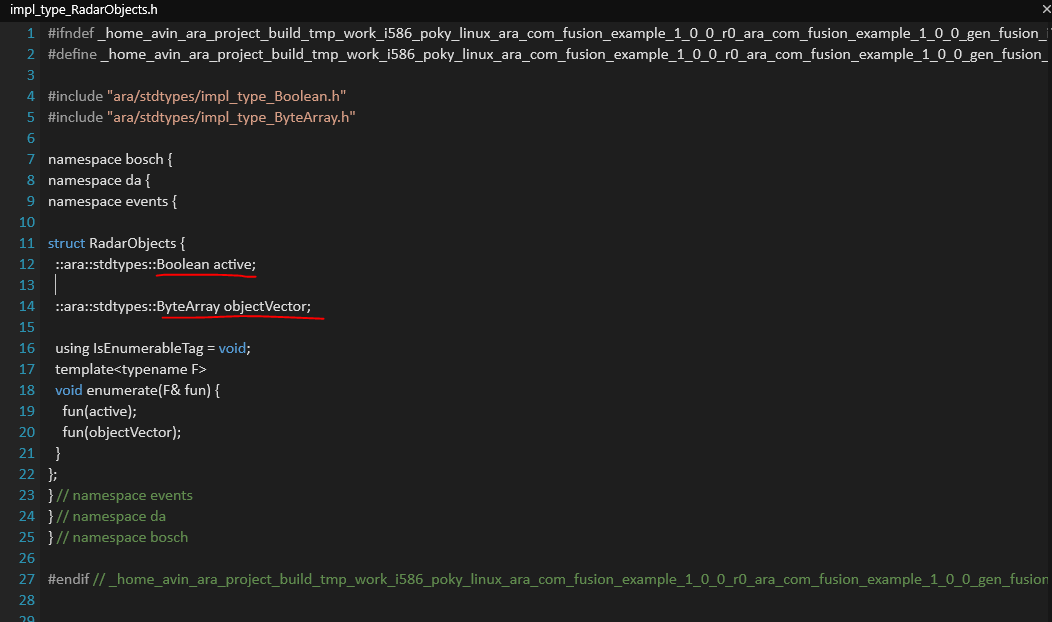 impl_type_RadarObjects.h
1 #ifndef _home_avin_ara_project_build_tmp_work_i586_poky_linux_ara_com_fusion_example_1_0_0_r0_ara_com_fusion_example_1_0_0_gen_fusion_
2 #define _home_avin_ara_project_build_tmp_work_i586_poky_linux_ara_com_fusion_example_1_0_0_r0_ara_com_fusion_example_1_0_0_gen_fusion_
3
4 #include "ara/stdtypes/impl_type_Boolean.h"
5 #include "ara/stdtypes/impl_type_ByteArray.h"
6
7 namespace bosch {
8 namespace da {
9 namespace events {
10
11 struct RadarObjects {
12 ::ara::stdtypes::Boolean active;
13
14 ::ara::stdtypes::ByteArray objectVector;
15
16 using IsEnumerableTag = void;
17 template<typename F>
18 void enumerate(F& fun) {
19 fun(active);
20 fun(objectVector);
21 }
22 };
23 } // namespace events
24 } // namespace da
25 } // namespace bosch
26
27 #endif // _home_avin_ara_project_build_tmp_work_i586_poky_linux_ara_com_fusion_example_1_0_0_r0_ara_com_fusion_example_1_0_0_gen_fusion
28
29